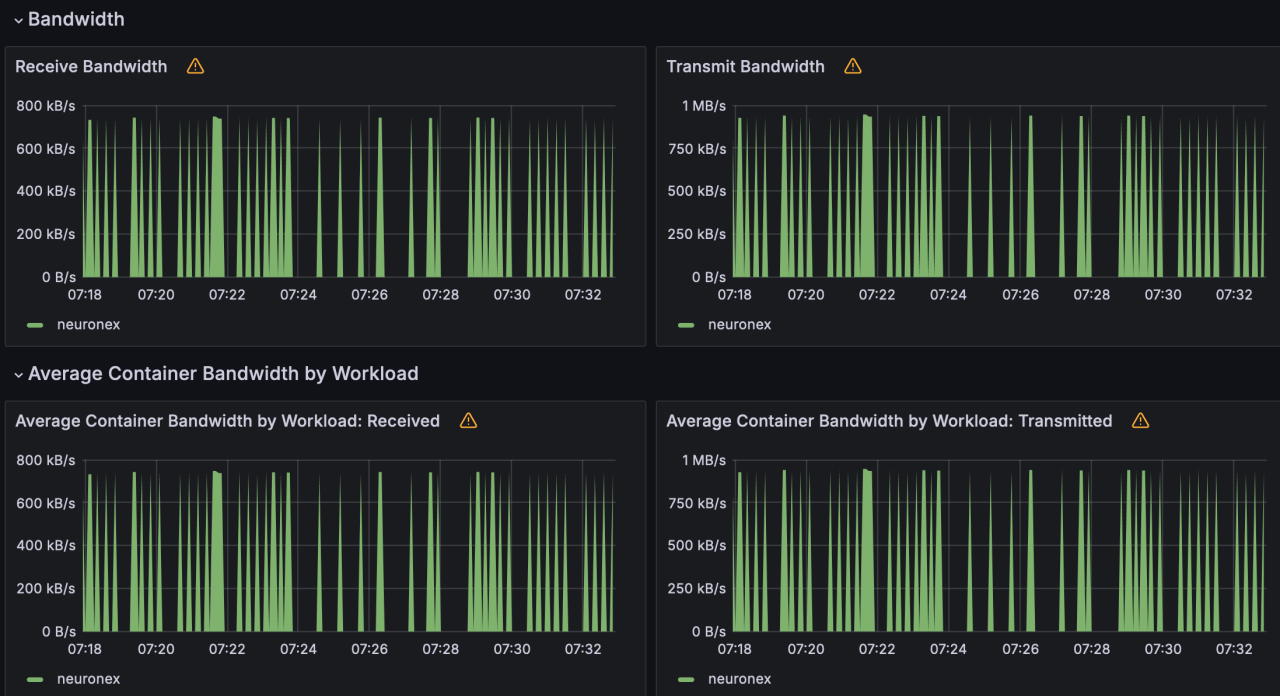 Bandwidth
Receive Bandwidth
800 kB/s
600 kB/s
400 kB/s
200 kB/s
0 B/s
07:18 07:20 07:22 07:24 07:26 07:28 07:30 07:32
neuronex
Transmit Bandwidth
1 MB/s
750 kB/s
500 kB/s
250 kB/s
0 B/s
07:18 07:20 07:22 07:24 07:26 07:28 07:30 07:32
neuronex
Average Container Bandwidth by Workload
Average Container Bandwidth by Workload: Received
800 kB/s
600 kB/s
400 kB/s
200 kB/s
0 B/s
07:18 07:20 07:22 07:24 07:26 07:28 07:30 07:32
neuronex
Average Container Bandwidth by Workload: Transmitted
1 MB/s
750 kB/s
500 kB/s
250 kB/s
0 B/s
07:18 07:20 07:22 07:24 07:26 07:28 07:30 07:32
neuronex